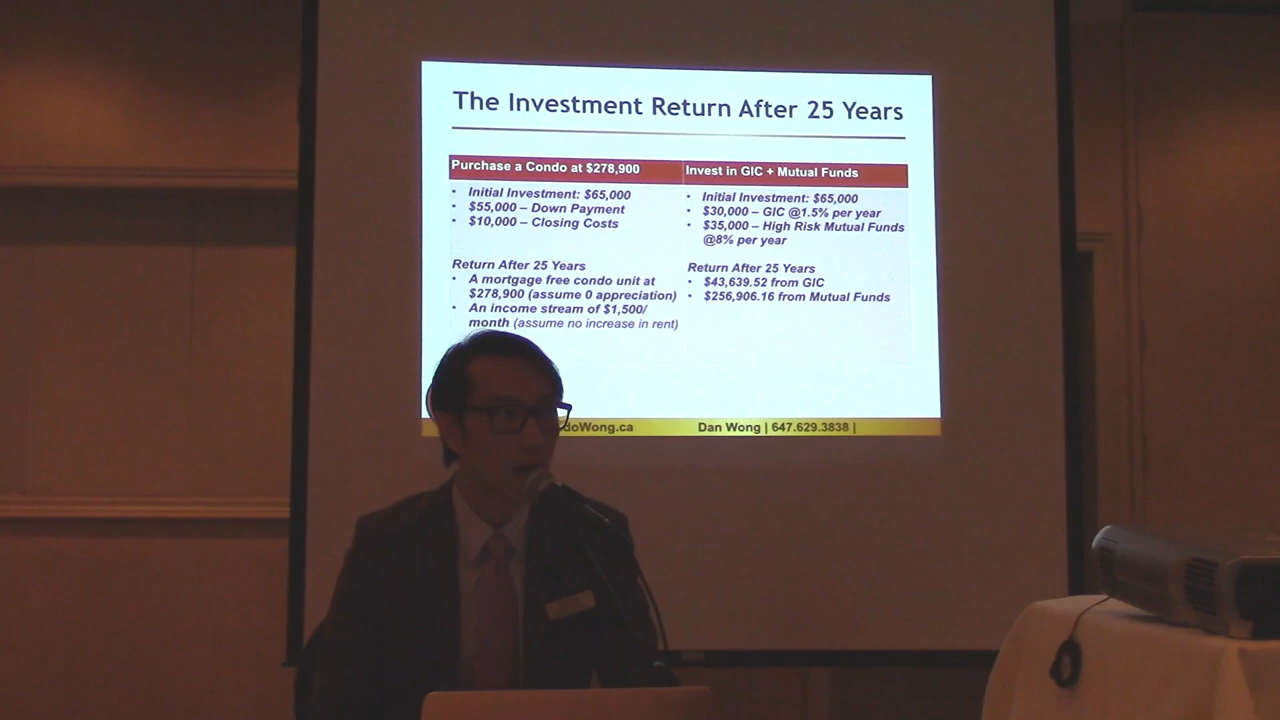 The Investment Return After 25 Years
Purchase a Condo at $278,900
• Initial Investment: $65,000
• $55,000 – Down Payment
• $10,000 – Closing Costs
Return After 25 Years
• A mortgage free condo unit at
$278,900 (assume 0 appreciation)
• An income stream of $1,500/
month (assume no increase in rent)
Invest in GIC + Mutual Funds
• Initial Investment: $65,000
• $30,000 – GIC @1.5% per year
• $35,000 – High Risk Mutual Funds
@8% per year
Return After 25 Years
• $43,639.52 from GIC
• $256,906.16 from Mutual Funds
doWong.ca
Dan Wong | 647.629.3838 |